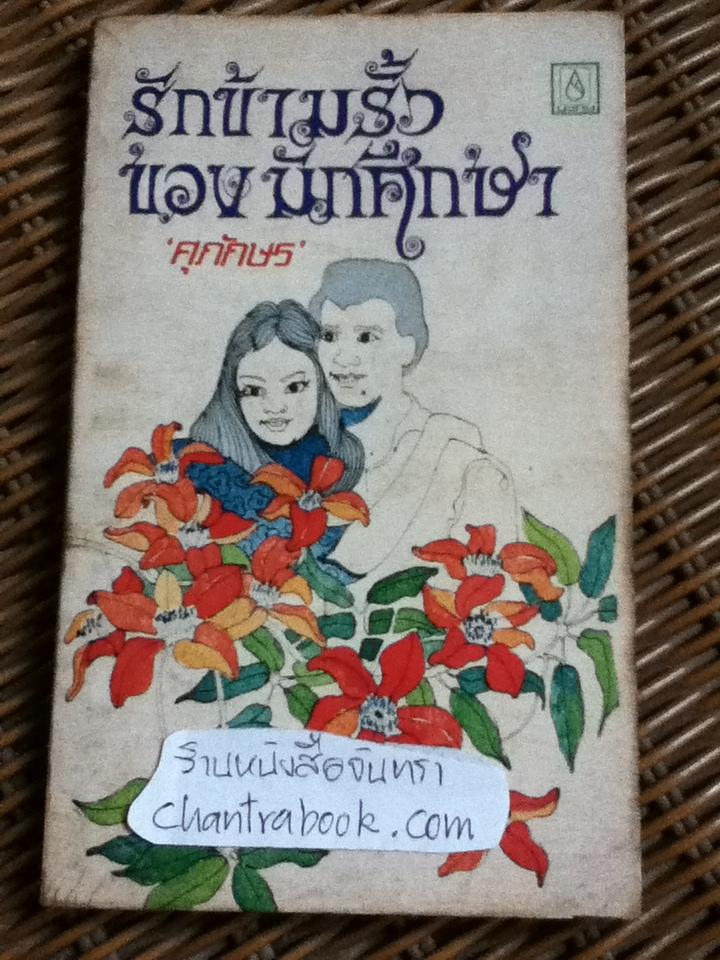 รักข้ามรั้ว
ของนักศึกษา
'ศุภักษร'
ร้านหนังสือจันทรา
chantrabook.com